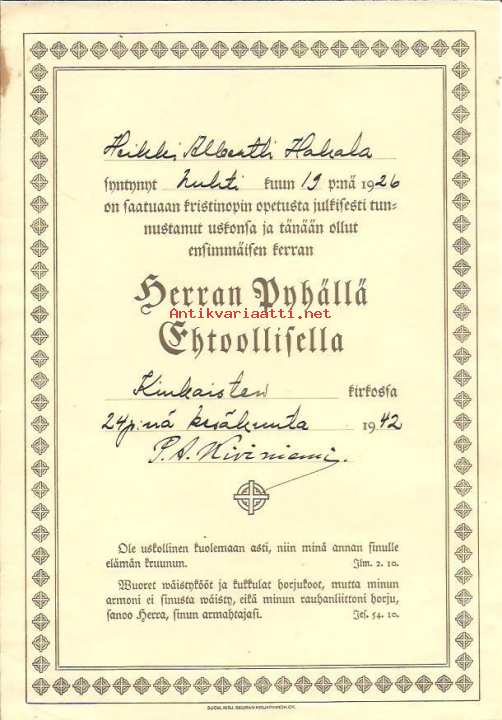 Heikki Albertti Hakala
syntynyt huhti kuun 19 p:nä 1926
on saatuaan kristinopin opetusta julkisesti tun-
nustanut uskonsa ja tänään ollut
ensimmäisen kerran
Herran Pyhällä
Antikvariaatti.net
Ehtoollisella
Kiukaisten kirkossa
24 p:nä kesäkuuta 1942
P. A. Kiviniemi.
Ole uskollinen kuolemaan asti, niin minä annan sinulle
elämän kruunun. Ilm. 2. 10.
Wuoret wäistykööt ja kukkulat horjukoot, mutta minun
armoni ei sinusta wäisty, eikä minun rauhanliittoni horju,
sanoo Herra, sinun armahtajasi. Jes. 54. 10.